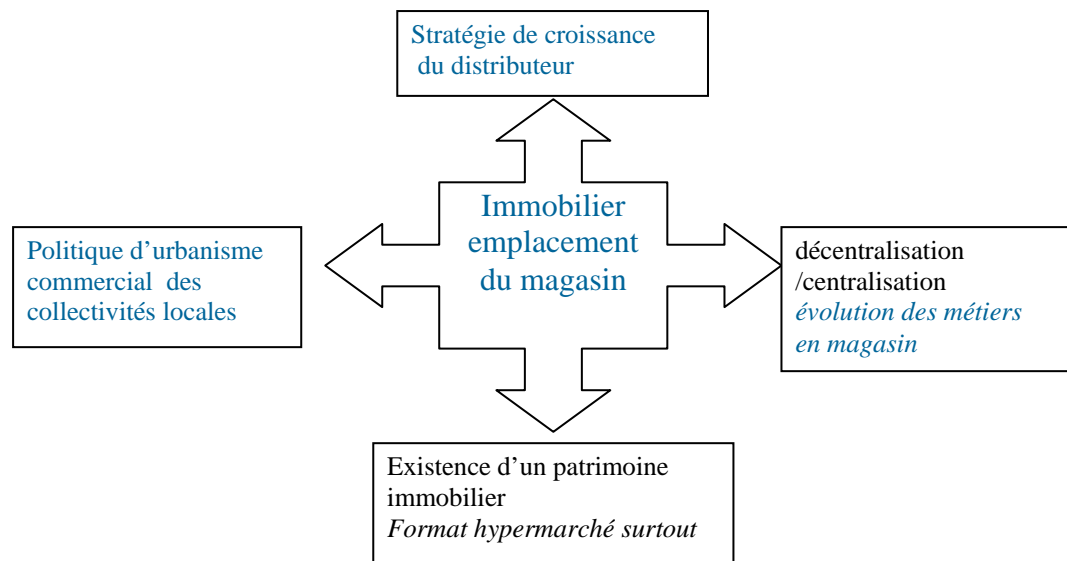 Stratégie de croissance
du distributeur
Immobilier
emplacement
du magasin
Politique d’urbanisme
commercial des
collectivités locales
décentralisation
/centralisation
évolution des métiers
en magasin
Existence d’un patrimoine
immobilier
Format hypermarché surtout